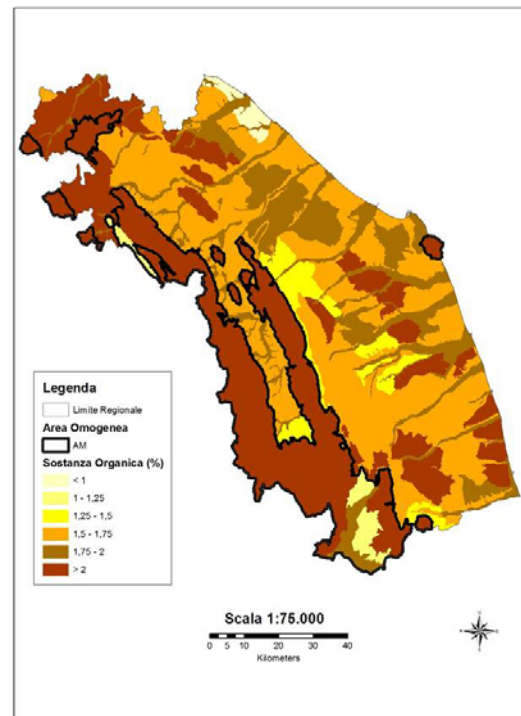 Legenda
Limite Regionale
Area Omogenea
AM
Sostanza Organica (%)
< 1
1 - 1,25
1,25 - 1,5
1,5 - 1,75
1,75 - 2
> 2
Scala 1:75.000
0 5 10 20 30 40
Kilometers